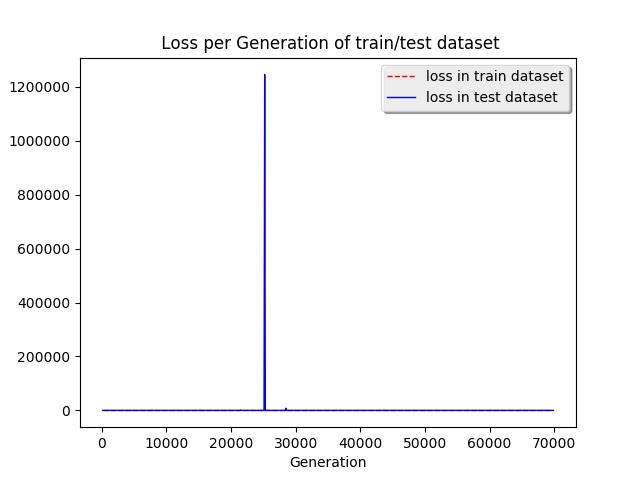 Loss per Generation of train/test dataset
loss in train dataset
loss in test dataset
1200000
1000000
800000
600000
400000
200000
0
0 10000 20000 30000 40000 50000 60000 70000
Generation